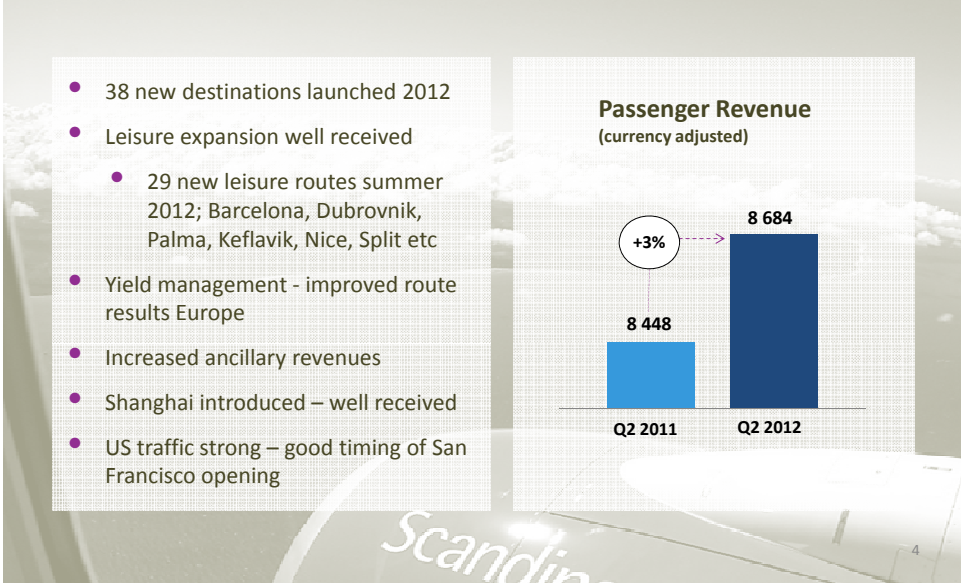 38 new destinations launched 2012
Leisure expansion well received
29 new leisure routes summer
2012; Barcelona, Dubrovnik,
Palma, Keflavik, Nice, Split etc
Yield management - improved route
results Europe
Increased ancillary revenues
Shanghai introduced – well received
US traffic strong – good timing of San
Francisco opening
Passenger Revenue
(currency adjusted)
8 684
+3%
8 448
Q2 2011
Q2 2012
Scandin
4